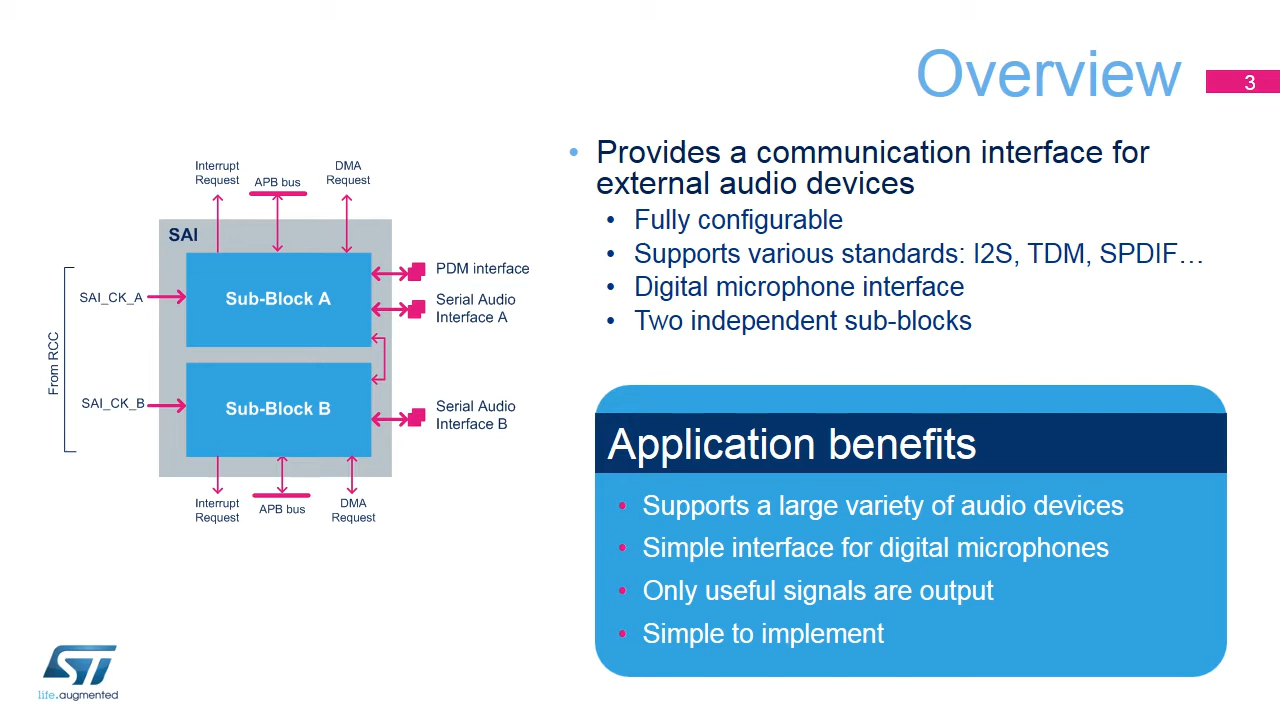 Overview
3
Interrupt
Request
APB bus
DMA
Request
SAI
Sub-Block A
SAI_CK_A
PDM interface
Serial Audio
Interface A
From RCC
Sub-Block B
SAI_CK_B
Serial Audio
Interface B
Interrupt
Request
APB bus
DMA
Request
• Provides a communication interface for
external audio devices
• Fully configurable
• Supports various standards: I2S, TDM, SPDIF…
• Digital microphone interface
• Two independent sub-blocks
Application benefits
• Supports a large variety of audio devices
• Simple interface for digital microphones
• Only useful signals are output
• Simple to implement
ST
life.augmented